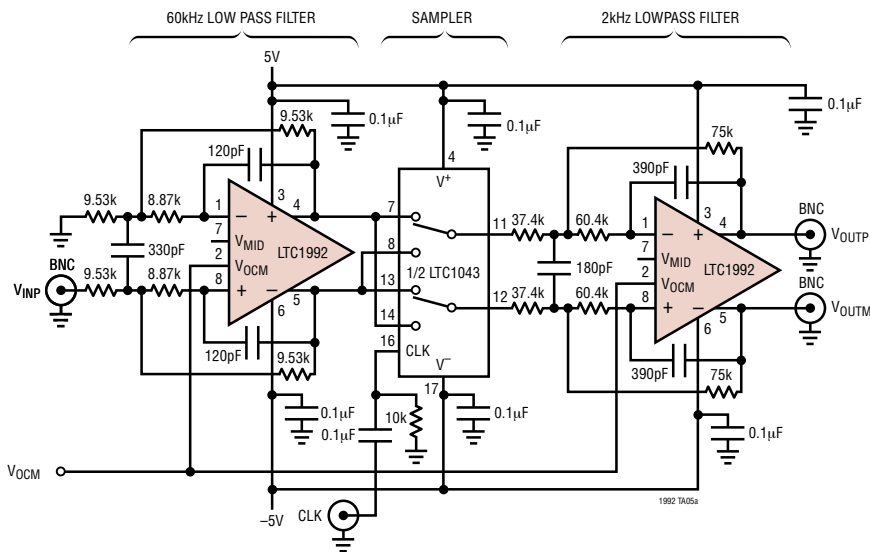 60kHz LOW PASS FILTER
SAMPLER
2kHz LOWPASS FILTER
5V
0.1µF
0.1µF
0.1µF
9.53k
120pF
9.53k
8.87k
1
−
+
3
4
7
VMID
2
VOCM
LTC1992
330pF
BNC
VINP
9.53k
8.87k
8
+
−
5
6
120pF
9.53k
4
V+
7
8
13
14
16
CLK
1/2 LTC1043
V−
17
11
12
37.4k
60.4k
180pF
37.4k
60.4k
75k
390pF
1
−
+
3
4
7
VMID
2
VOCM
LTC1992
8
+
−
5
6
390pF
75k
BNC
VOUTP
BNC
VOUTM
0.1µF
0.1µF
10k
0.1µF
0.1µF
VOCM
−5V
CLK
1992 TA05a